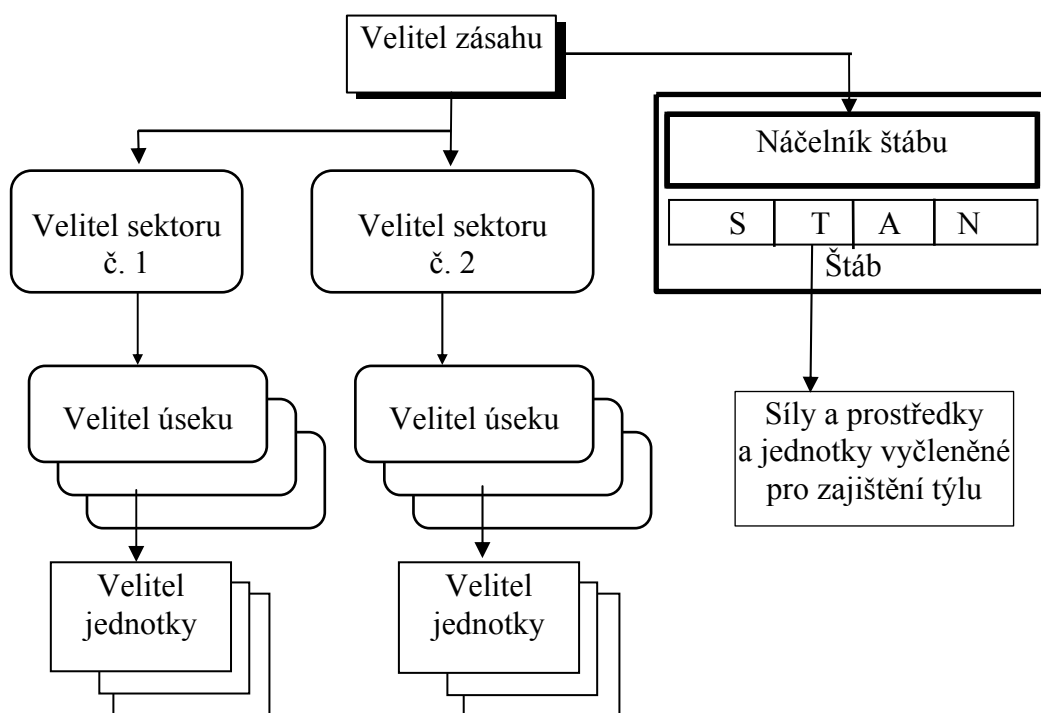 Velitel zásahu
Náčelník štábu
S T A N
Štáb
Velitel sektoru
č. 1
Velitel sektoru
č. 2
Velitel úseku
Velitel úseku
Síly a prostředky
a jednotky vyčleněné
pro zajištění týlu
Velitel
jednotky
Velitel
jednotky